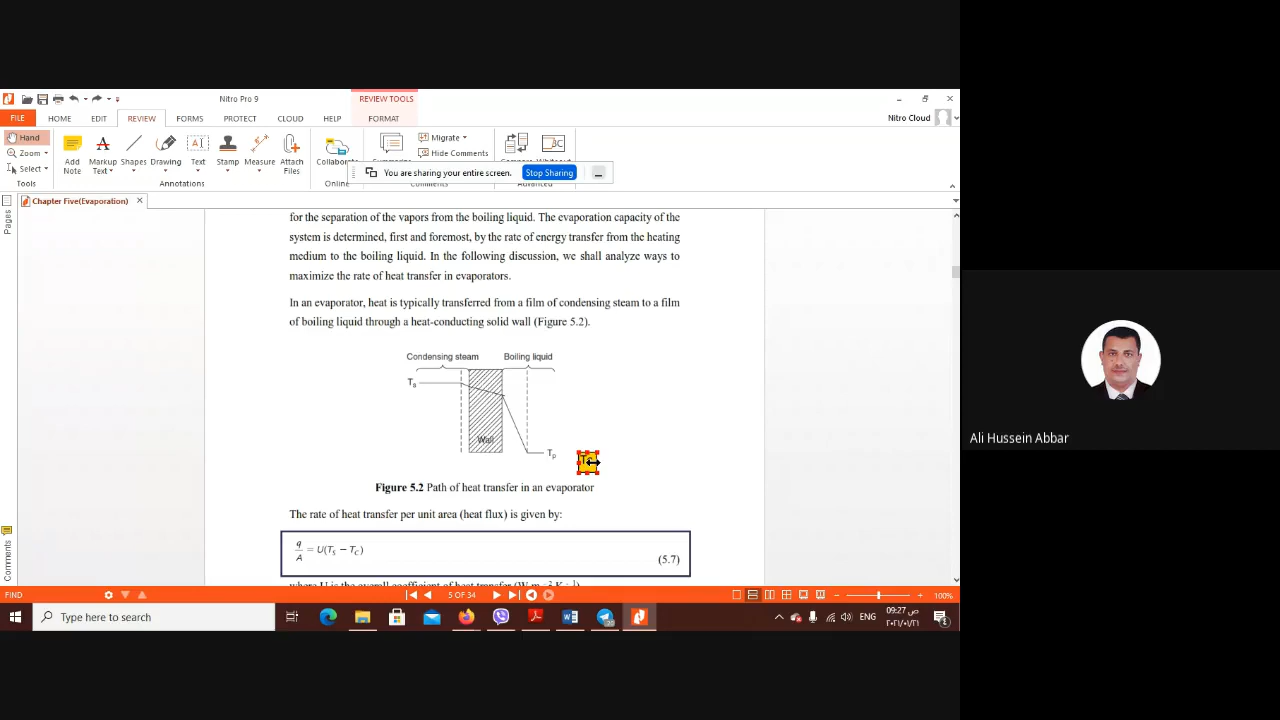 Nitro Pro 9
REVIEW TOOLS
FILE
HOME
EDIT
REVIEW
FORMS
PROTECT
CLOUD
HELP
FORMAT
Nitro Cloud
Hand
Zoom
Select
Tools
Add Note
Markup Text
Shapes
Drawing
Text
Stamp
Measure
Attach Files
Annotations
Collaborate
Online
Migrate
Hide Comments
You are sharing your entire screen.
Stop Sharing
Advanced
Chapter Five(Evaporation)
Pages
for the separation of the vapors from the boiling liquid. The evaporation capacity of the
system is determined, first and foremost, by the rate of energy transfer from the heating
medium to the boiling liquid. In the following discussion, we shall analyze ways to
maximize the rate of heat transfer in evaporators.
In an evaporator, heat is typically transferred from a film of condensing steam to a film
of boiling liquid through a heat-conducting solid wall (Figure 5.2).
Condensing steam
Boiling liquid
Ts
Wall
Tp
Figure 5.2 Path of heat transfer in an evaporator
The rate of heat transfer per unit area (heat flux) is given by:
q/A = U(TS − TC)
(5.7)
Comments
Ali Hussein Abbar
FIND
5 OF 34
100%
Type here to search
ENG
09:27 ص